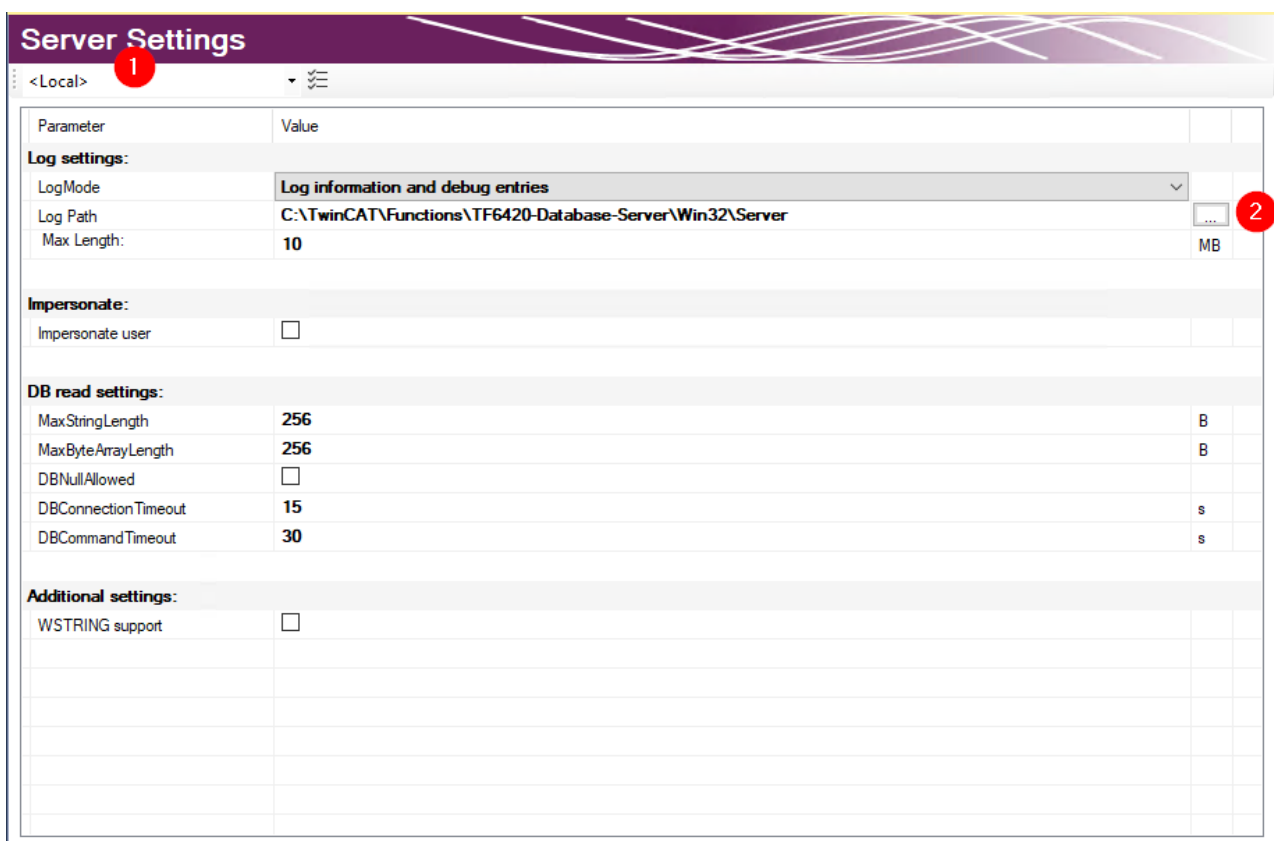 Server Settings
1
<Local>
Parameter Value
Log settings:
LogMode Log information and debug entries
Log Path C:\TwinCAT\Functions\TF6420-Database-Server\Win32\Server ... 2
Max Length: 10 MB
Impersonate:
Impersonate user
DB read settings:
MaxStringLength 256 B
MaxByteArrayLength 256 B
DBNullAllowed
DBConnectionTimeout 15 s
DBCommandTimeout 30 s
Additional settings:
WSTRING support